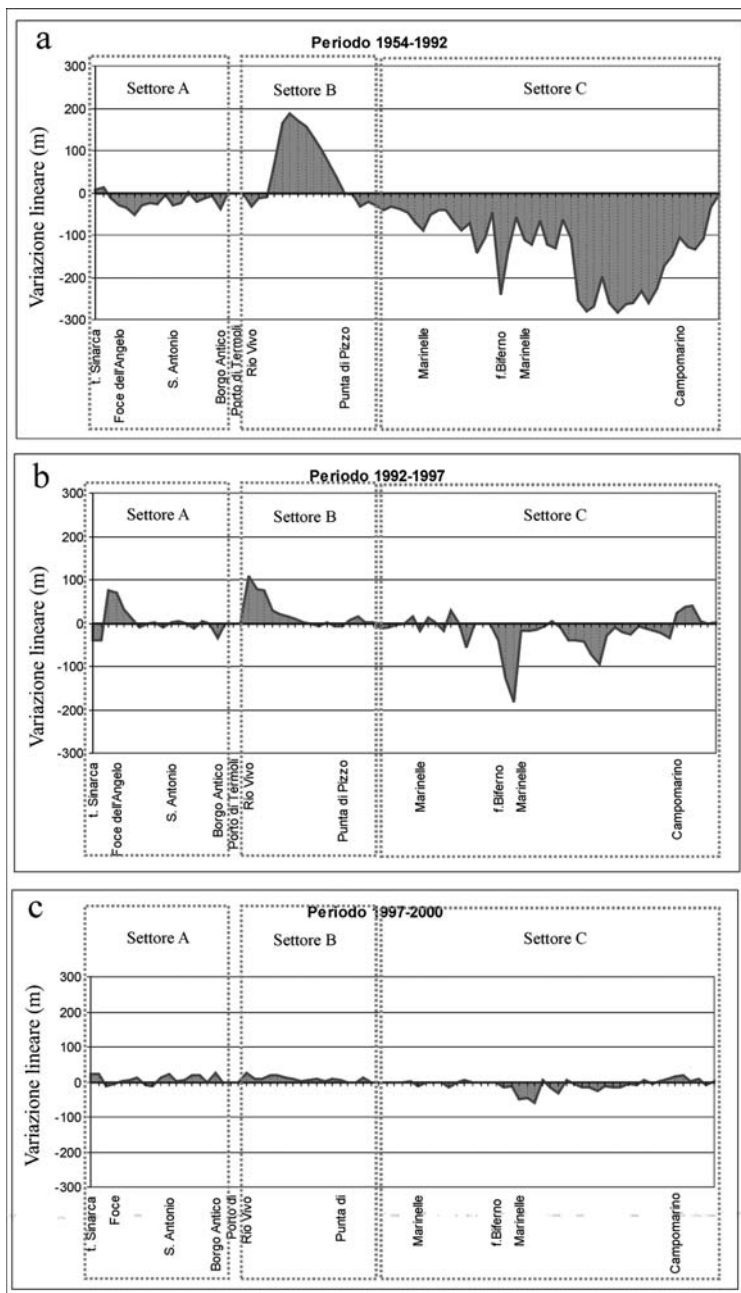 a
Periodo 1954-1992
Settore A Settore B Settore C
300
200
100
0
-100
-200
-300
Variazione lineare (m)
t. Sinarca
Foce dell'Angelo
S. Antonio
Borgo Antico
Porto di Termoli
Rio Vivo
Punta di Pizzo
Marinelle
f.Biferno
Marinelle
Campomarino
b
Periodo 1992-1997
Settore A Settore B Settore C
300
200
100
0
-100
-200
-300
Variazione lineare (m)
t. Sinarca
Foce dell'Angelo
S. Antonio
Borgo Antico
Porto di Termoli
Rio Vivo
Punta di Pizzo
Marinelle
f.Biferno
Marinelle
Campomarino
c
Periodo 1997-2000
Settore A Settore B Settore C
300
200
100
0
-100
-200
-300
Variazione lineare (m)
t. Sinarca
Foce
S. Antonio
Borgo Antico
Porto di
Rio Vivo
Punta di
Marinelle
f.Biferno
Marinelle
Campomarino